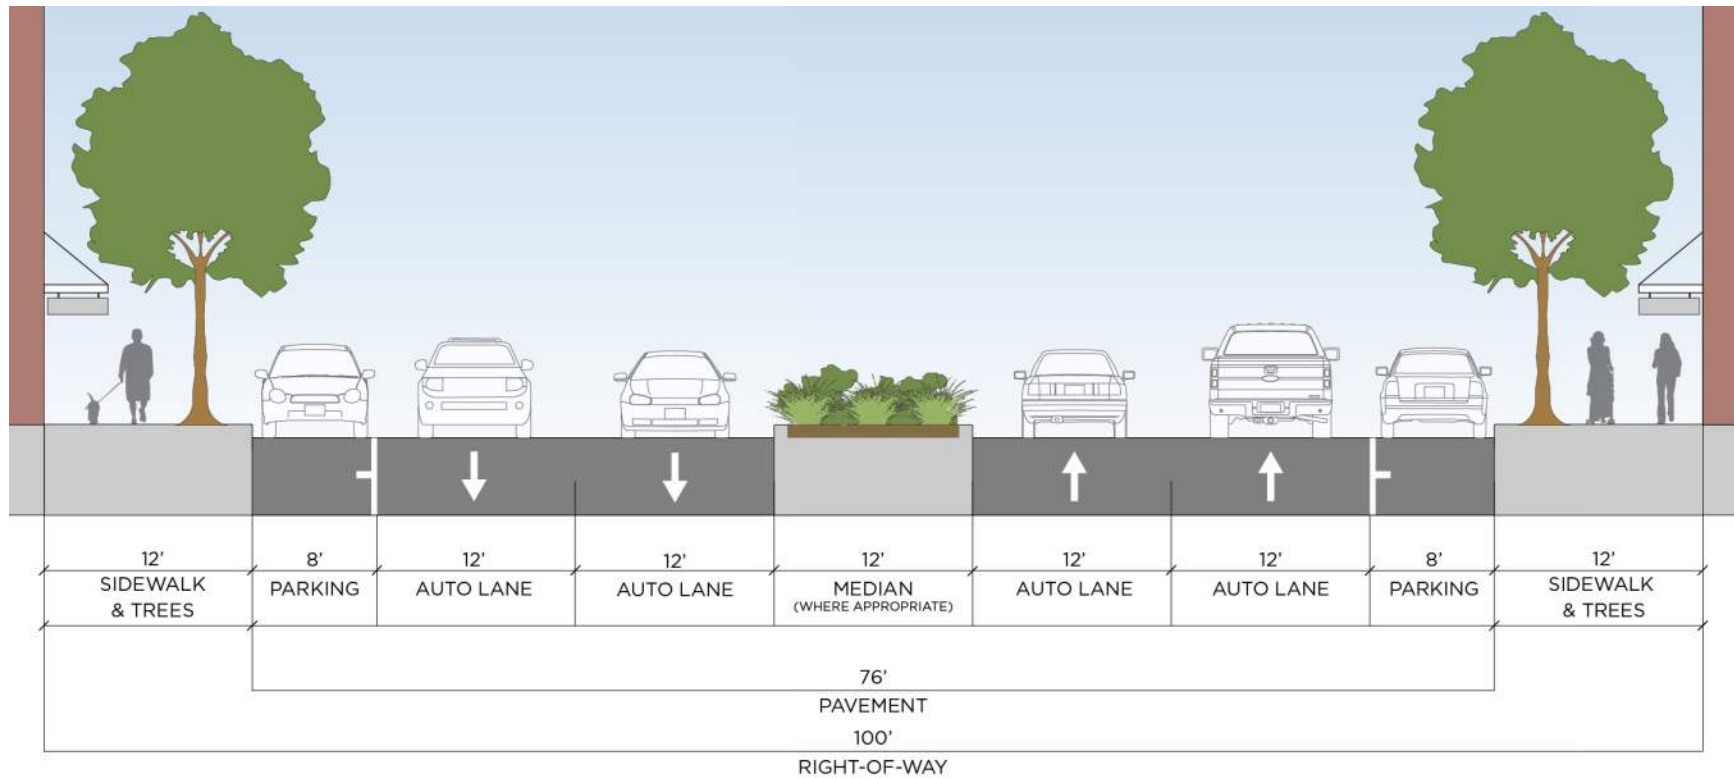 12’ 8’ 12’ 12’ 12’ 12’ 12’ 8’ 12’
SIDEWALK PARKING AUTO LANE AUTO LANE MEDIAN AUTO LANE AUTO LANE PARKING SIDEWALK
& TREES (WHERE APPROPRIATE) & TREES
76’
PAVEMENT
100’
RIGHT-OF-WAY